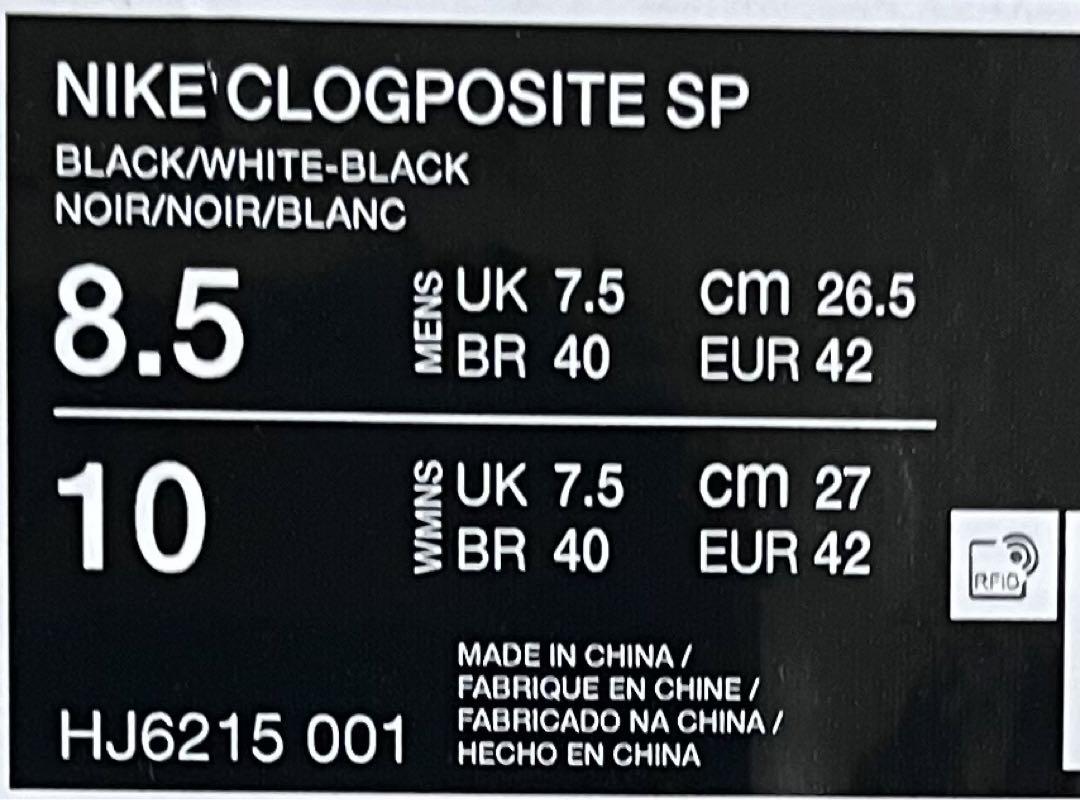 NIKE CLOGPOSITE SP
BLACK/WHITE-BLACK
NOIR/NOIR/BLANC
8.5 MENS UK 7.5 CM 26.5
BR 40 EUR 42
10 WMNS UK 7.5 CM 27
BR 40 EUR 42
RFID
MADE IN CHINA /
FABRIQUE EN CHINE /
FABRICADO NA CHINA /
HECHO EN CHINA
HJ6215 001